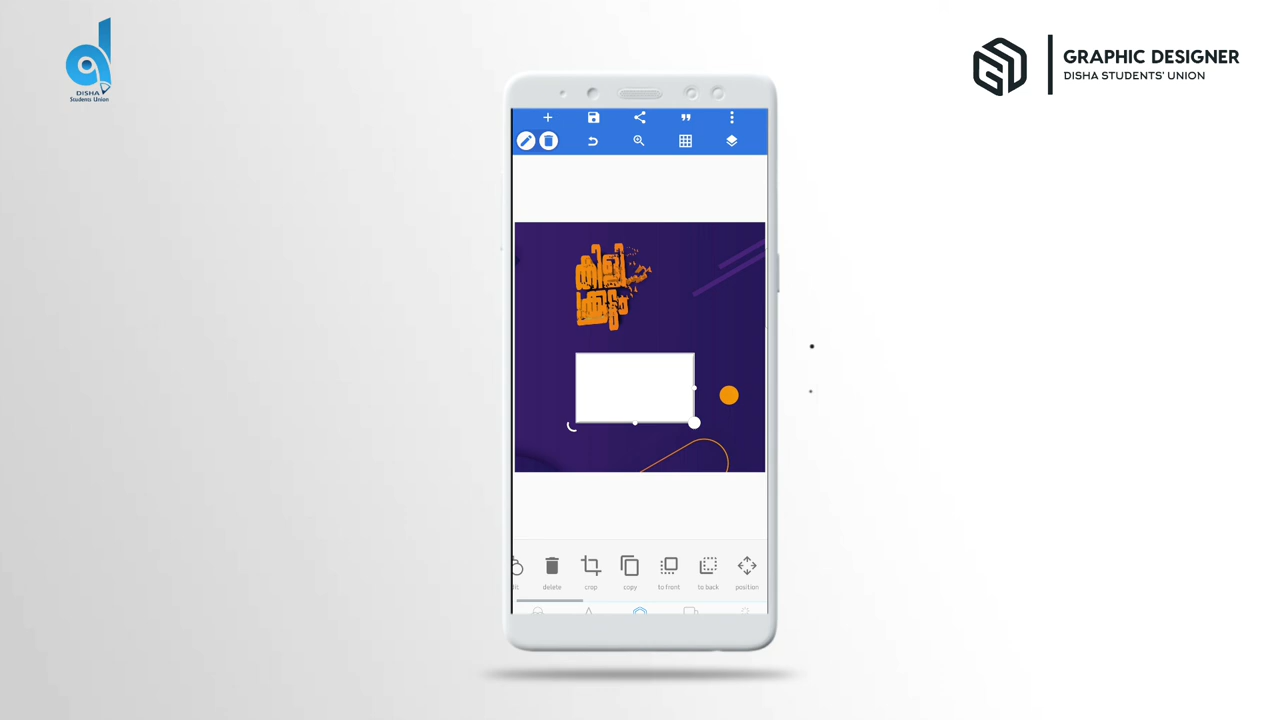 DISHA
Students Union
GRAPHIC DESIGNER
DISHA STUDENTS' UNION
കിളി
delete
crop
copy
to front
to back
position